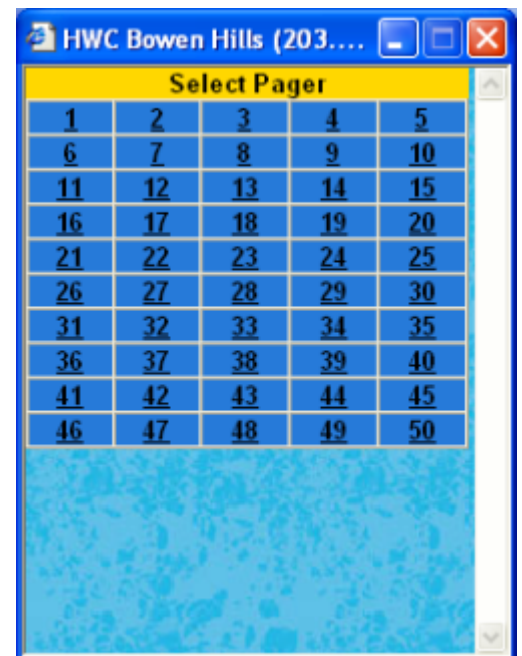 HWC Bowen Hills (203....
Select Pager
1 2 3 4 5
6 7 8 9 10
11 12 13 14 15
16 17 18 19 20
21 22 23 24 25
26 27 28 29 30
31 32 33 34 35
36 37 38 39 40
41 42 43 44 45
46 47 48 49 50